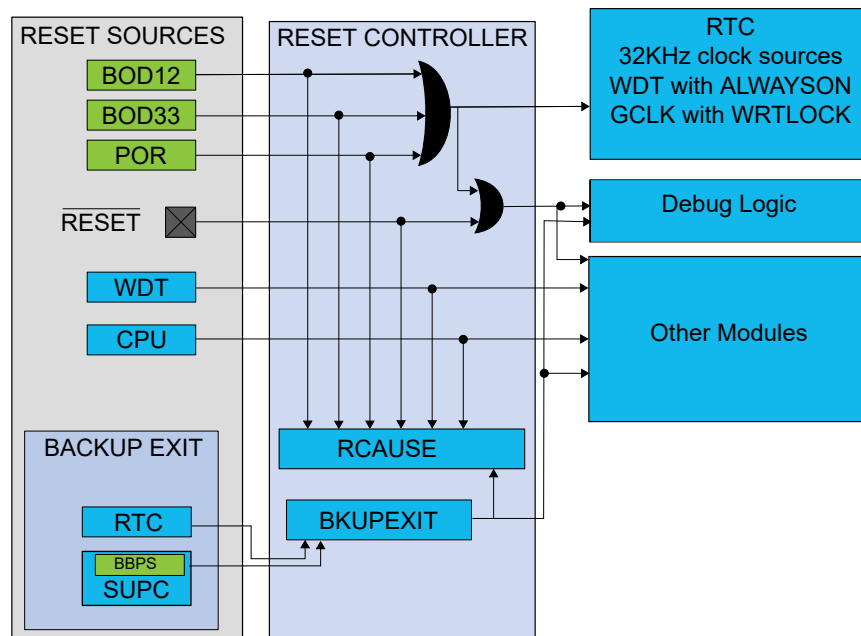 RESET SOURCES
BOD12
BOD33
POR
RESET
WDT
CPU
BACKUP EXIT
RTC
BBPS
SUPC
RESET CONTROLLER
RCAUSE
BKUPEXIT
RTC
32KHz clock sources
WDT with ALWAYSON
GCLK with WRTLOCK
Debug Logic
Other Modules